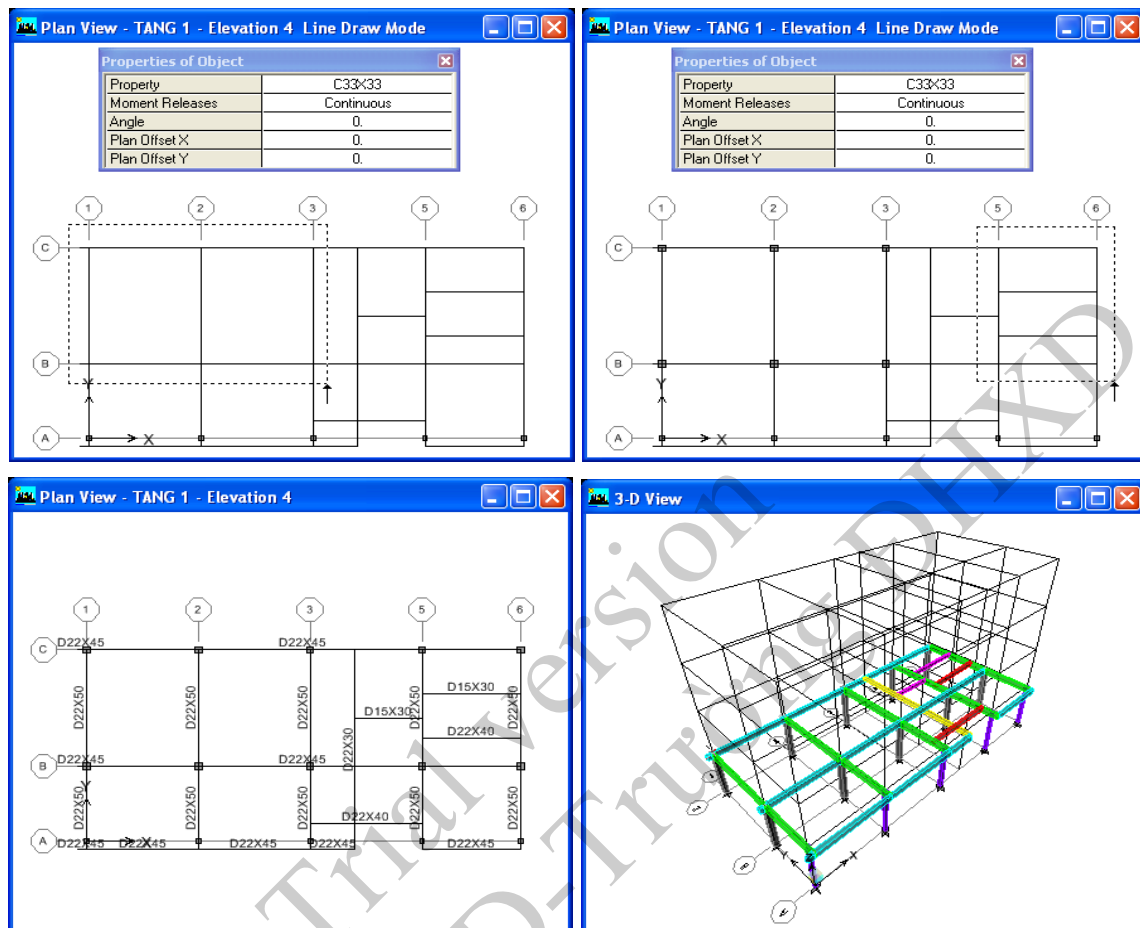 Plan View - TANG 1 - Elevation 4 Line Draw Mode
Properties of Object
Property C33X33
Moment Releases Continuous
Angle 0.
Plan Offset X 0.
Plan Offset Y 0.
1 2 3 5 6
C
B
Y
A X
Plan View - TANG 1 - Elevation 4 Line Draw Mode
Properties of Object
Property C33X33
Moment Releases Continuous
Angle 0.
Plan Offset X 0.
Plan Offset Y 0.
1 2 3 5 6
C
B
Y
A X
Plan View - TANG 1 - Elevation 4
1 2 3 5 6
C D22X45 D22X45
D22X50 D22X50 D22X50 D22X50 D22X50
D15X30
D15X30
D22X40
D22X30
B D22X45
Y
D22X50 D22X50 D22X50 D22X50 D22X50
D22X40
A D22X45 D22X45 X D22X45 D22X45 D22X45
3-D View
Z Y X
B
A
Trial version
D-Trường DHXD